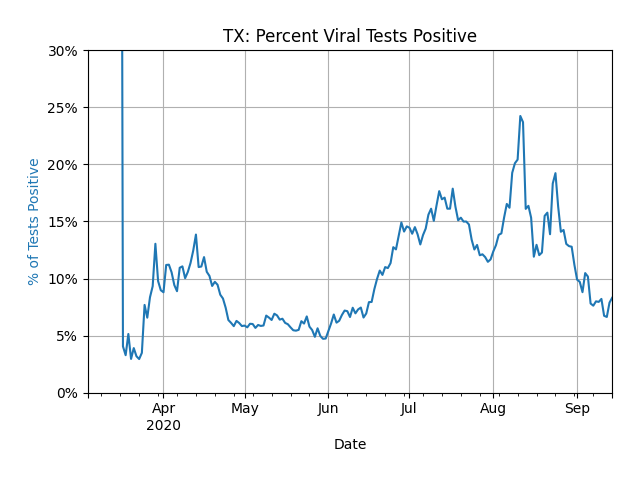 TX: Percent Viral Tests Positive
30%
25%
20%
15%
10%
5%
0%
% of Tests Positive
Apr
2020
May
Jun
Jul
Aug
Sep
Date